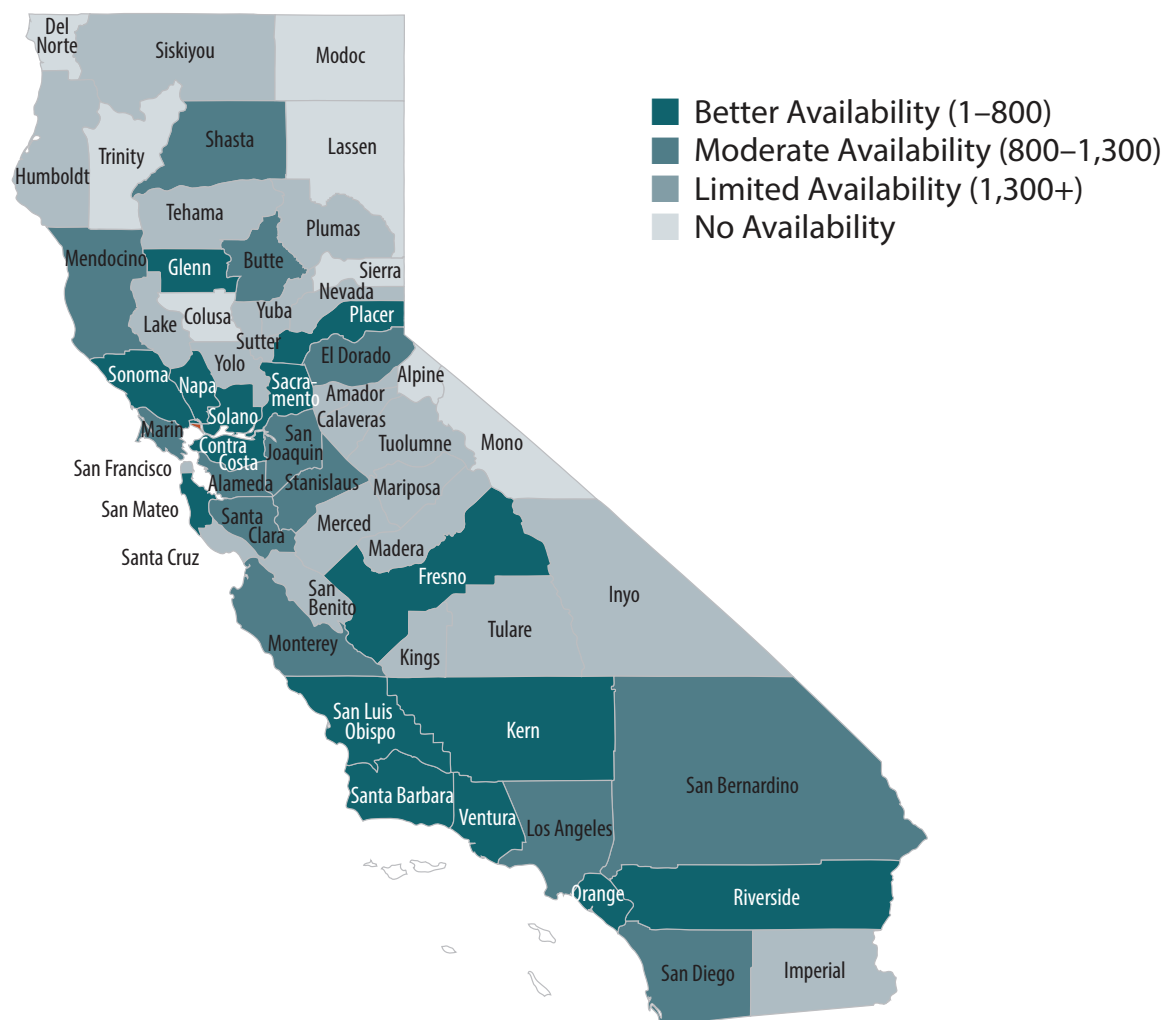 Del
Norte
Siskiyou
Modoc
Better Availability (1–800)
Moderate Availability (800–1,300)
Limited Availability (1,300+)
No Availability
Shasta
Trinity
Lassen
Humboldt
Tehama
Plumas
Mendocino
Glenn
Butte
Sierra
Nevada
Colusa
Yuba
Placer
Lake
Sutter
Yolo
El Dorado
Sonoma
Napa
Sacra-
mento
Alpine
Amador
Solano
Calaveras
Marin
Contra
Costa
San
Joaquin
Tuolumne
Mono
San Francisco
Alameda
Stanislaus
Mariposa
San Mateo
Santa
Clara
Merced
Santa Cruz
Madera
Fresno
San
Benito
Inyo
Tulare
Monterey
Kings
San Luis
Obispo
Kern
San Bernardino
Santa Barbara
Ventura
Los Angeles
Orange
Riverside
San Diego
Imperial